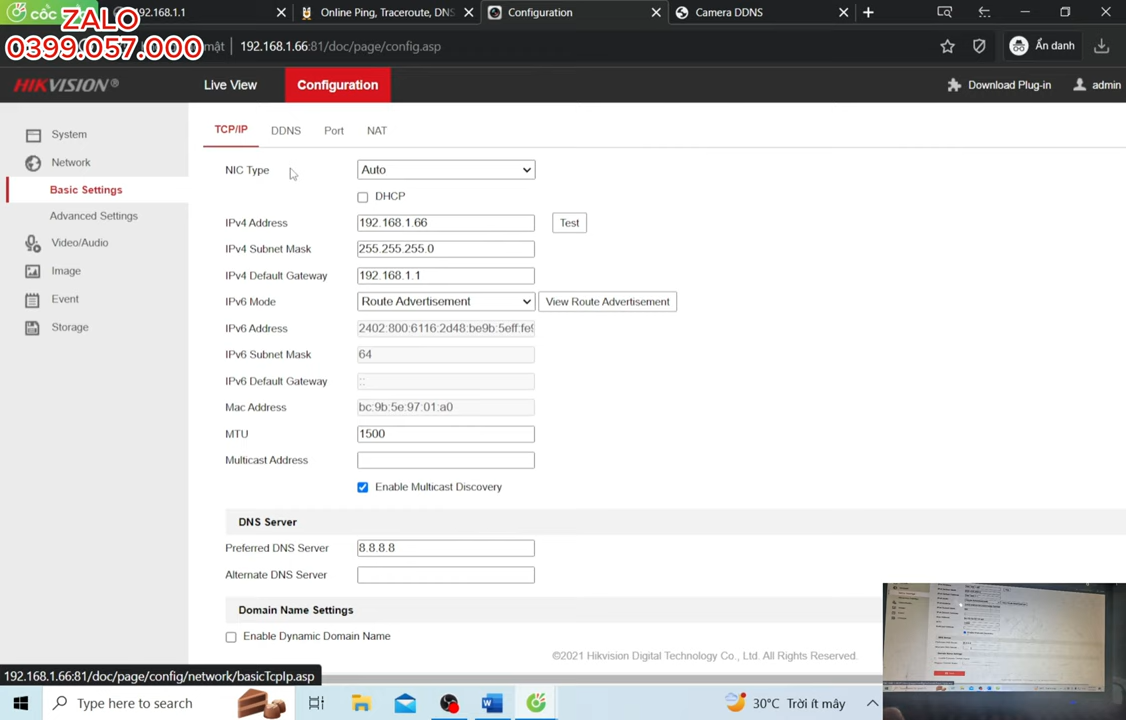 cốc
ZALO
0399.057.000
192.168.1.1
Online Ping, Traceroute, DNS
Configuration
Camera DDNS
mật
192.168.1.66:81/doc/page/config.asp
Ẩn danh
HIKVISION®
Live View
Configuration
Download Plug-in
admin
System
Network
Basic Settings
Advanced Settings
Video/Audio
Image
Event
Storage
TCP/IP
DDNS
Port
NAT
NIC Type
Auto
DHCP
IPv4 Address
192.168.1.66
Test
IPv4 Subnet Mask
255.255.255.0
IPv4 Default Gateway
192.168.1.1
IPv6 Mode
Route Advertisement
View Route Advertisement
IPv6 Address
2402:800:6116:2d48:be9b:5eff:fe9
IPv6 Subnet Mask
64
IPv6 Default Gateway
::
Mac Address
bc:9b:5e:97:01:a0
MTU
1500
Multicast Address
Enable Multicast Discovery
DNS Server
Preferred DNS Server
8.8.8.8
Alternate DNS Server
Domain Name Settings
Enable Dynamic Domain Name
©2021 Hikvision Digital Technology Co., Ltd. All Rights Reserved.
192.168.1.66:81/doc/page/config/network/basicTcpIp.asp
Type here to search
30°C Trời ít mây